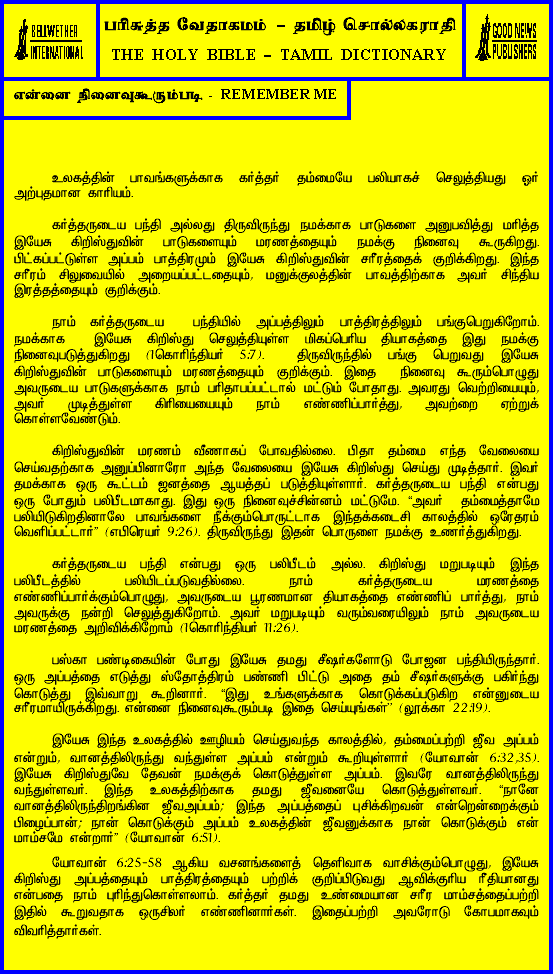 BELLWETHER
INTERNATIONAL
பரிசுத்த வேதாகமம் – தமிழ் சொல்லகராதி
THE HOLY BIBLE – TAMIL DICTIONARY
GOOD NEWS
PUBLISHERS
என்னை நினைவுகூரும்படி - REMEMBER ME
உலகத்தின் பாவங்களுக்காக கர்த்தர் தம்மையே பலியாகச் செலுத்தியது ஓர்
அற்புதமான காரியம்.
கர்த்தருடைய பந்தி அல்லது திருவிருந்து நமக்காக பாடுகளை அனுபவித்து மரித்த
இயேசு கிறிஸ்துவின் பாடுகளையும் மரணத்தையும் நமக்கு நினைவு கூருகிறது.
பிட்கப்பட்டுள்ள அப்பம் பாத்திரமும் இயேசு கிறிஸ்துவின் சரீரத்தைக் குறிக்கிறது. இந்த
சரீரம் சிலுவையில் அறையப்பட்டதையும், மனுக்குலத்தின் பாவத்திற்காக அவர் சிந்திய
இரத்தத்தையும் குறிக்கும்.
நாம் கர்த்தருடைய பந்தியில் அப்பத்திலும் பாத்திரத்திலும் பங்குபெறுகிறோம்.
நமக்காக இயேசு கிறிஸ்து செலுத்தியுள்ள மிகப்பெரிய தியாகத்தை இது நமக்கு
நினைவுபடுத்துகிறது (1கொரிந்தியர் 5:7). திருவிருந்தில் பங்கு பெறுவது இயேசு
கிறிஸ்துவின் பாடுகளையும் மரணத்தையும் குறிக்கும். இதை நினைவு கூரும்பொழுது
அவருடைய பாடுகளுக்காக நாம் பரிதாபப்பட்டால் மட்டும் போதாது. அவரது வெற்றியையும்,
அவர் முடித்துள்ள கிரியையையும் நாம் எண்ணிப்பார்த்து, அவற்றை ஏற்றுக்
கொள்ளவேண்டும்.
கிறிஸ்துவின் மரணம் வீணாகப் போவதில்லை. பிதா தம்மை எந்த வேலையை
செய்வதற்காக அனுப்பினாரோ அந்த வேலையை இயேசு கிறிஸ்து செய்து முடித்தார். இவர்
தமக்காக ஒரு கூட்டம் ஜனத்தை ஆயத்தப் படுத்தியுள்ளார். கர்த்தருடைய பந்தி என்பது
ஒரு போதும் பலிபீடமாகாது. இது ஒரு நினைவுச்சின்னம் மட்டுமே. “அவர் தம்மைத்தாமே
பலியிடுகிறதினாலே பாவங்களை நீக்கும்பொருட்டாக இந்தக்கடைசி காலத்தில் ஒரேதரம்
வெளிப்பட்டார்” (எபிரெயர் 9:26). திருவிருந்து இதன் பொருளை நமக்கு உணர்த்துகிறது.
கர்த்தருடைய பந்தி என்பது ஒரு பலிபீடம் அல்ல. கிறிஸ்து மறுபடியும் இந்த
பலிபீடத்தில் பலியிடப்படுவதில்லை. நாம் கர்த்தருடைய மரணத்தை
எண்ணிப்பார்க்கும்பொழுது, அவருடைய பூரணமான தியாகத்தை எண்ணிப் பார்த்து, நாம்
அவருக்கு நன்றி செலுத்துகிறோம். அவர் மறுபடியும் வரும்வரையிலும் நாம் அவருடைய
மரணத்தை அறிவிக்கிறோம் (1கொரிந்தியர் 11:26).
பஸ்கா பண்டிகையின் போது இயேசு தமது சீஷர்களோடு போஜன பந்தியிருந்தார்.
ஒரு அப்பத்தை எடுத்து ஸ்தோத்திரம் பண்ணி பிட்டு அதை தம் சீஷர்களுக்கு பகிர்ந்து
கொடுத்து இவ்வாறு கூறினார். “இது உங்களுக்காக கொடுக்கப்படுகிற என்னுடைய
சரீரமாயிருக்கிறது. என்னை நினைவுகூரும்படி இதை செய்யுங்கள்” (லூக்கா 22:19).
இயேசு இந்த உலகத்தில் ஊழியம் செய்துவந்த காலத்தில், தம்மைப்பற்றி ஜீவ அப்பம்
என்றும், வானத்திலிருந்து வந்துள்ள அப்பம் என்றும் கூறியுள்ளார் (யோவான் 6:32,35).
இயேசு கிறிஸ்துவே தேவன் நமக்குக் கொடுத்துள்ள அப்பம். இவரே வானத்திலிருந்து
வந்துள்ளவர். இந்த உலகத்திற்காக தமது ஜீவனையே கொடுத்துள்ளவர். “நானே
வானத்திலிருந்திறங்கின ஜீவஅப்பம்; இந்த அப்பத்தைப் புசிக்கிறவன் என்றென்றைக்கும்
பிழைப்பான்; நான் கொடுக்கும் அப்பம் உலகத்தின் ஜீவனுக்காக நான் கொடுக்கும் என்
மாம்சமே என்றார்” (யோவான் 6:51).
யோவான் 6:25-58 ஆகிய வசனங்களைத் தெளிவாக வாசிக்கும்பொழுது, இயேசு
கிறிஸ்து அப்பத்தையும் பாத்திரத்தையும் பற்றிக் குறிப்பிடுவது ஆவிக்குரிய ரீதியானது
என்பதை நாம் புரிந்துகொள்ளலாம். கர்த்தர் தமது உண்மையான சரீர மாம்சத்தைப்பற்றி
இதில் கூறுவதாக ஒருசிலர் எண்ணினார்கள். இதைப்பற்றி அவரோடு கோபமாகவும்
விவரித்தார்கள்.